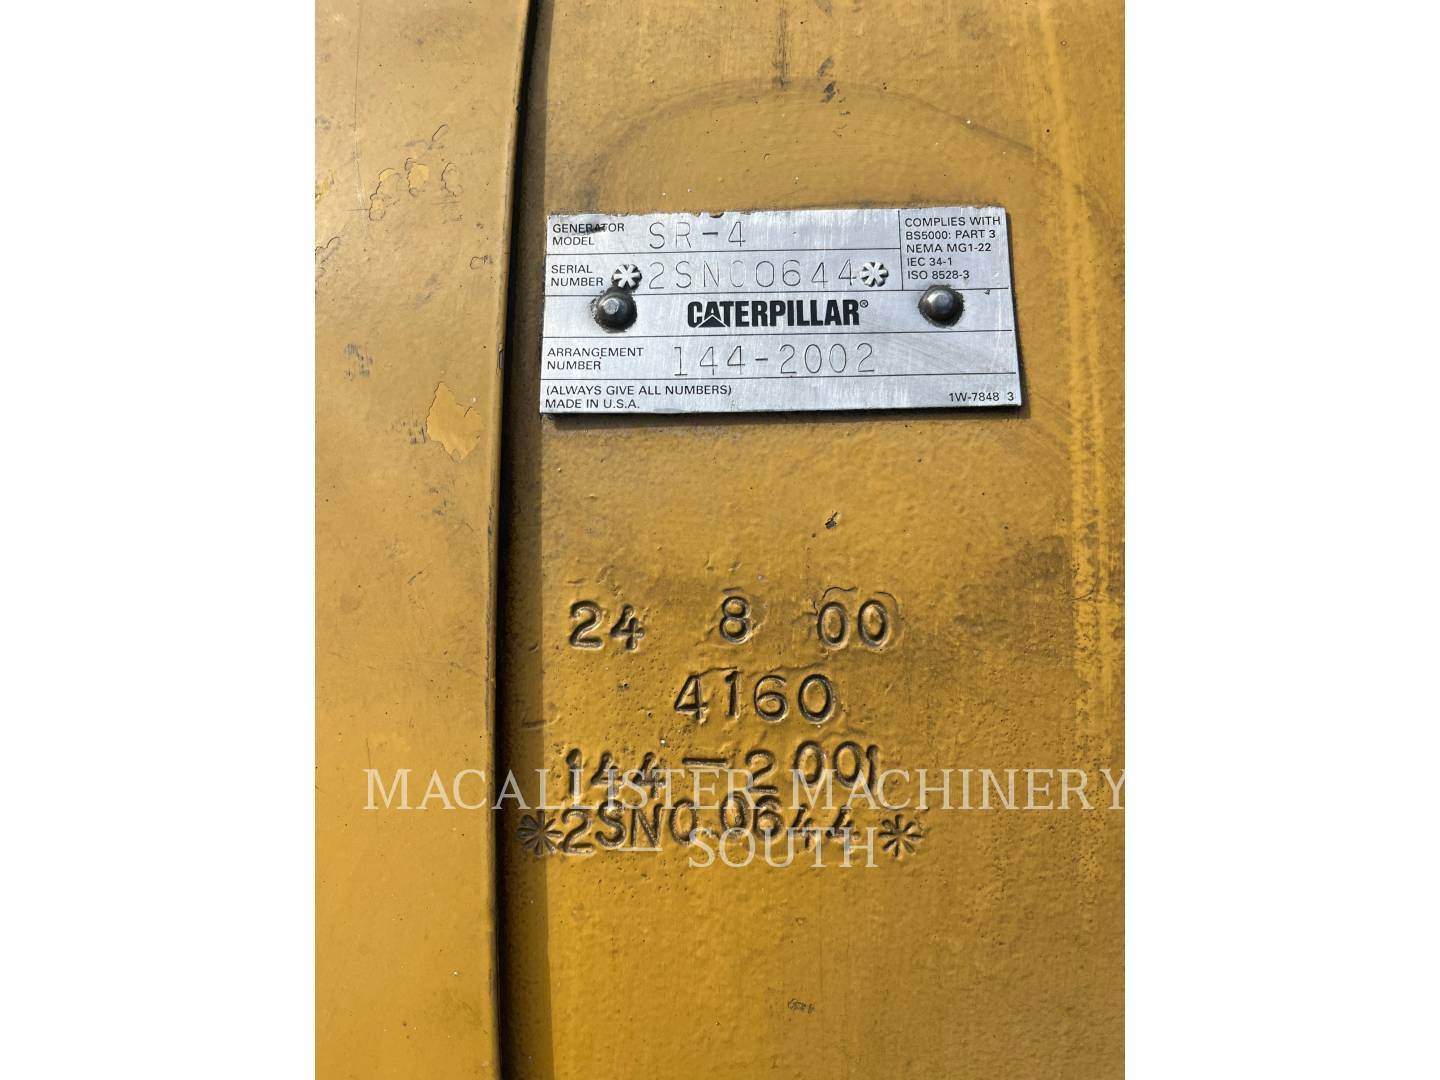 GENERATOR MODEL SR-4
SERIAL NUMBER *2SN00644*
COMPLIES WITH
BS5000: PART 3
NEMA MG1-22
IEC 34-1
ISO 8528-3
CATERPILLAR®
ARRANGEMENT NUMBER 144-2002
(ALWAYS GIVE ALL NUMBERS)
MADE IN U.S.A.
1W-7848 3
24 8 00
4160
144-2001
*2SN00644*
MACALLISTER MACHINERY
SOUTH